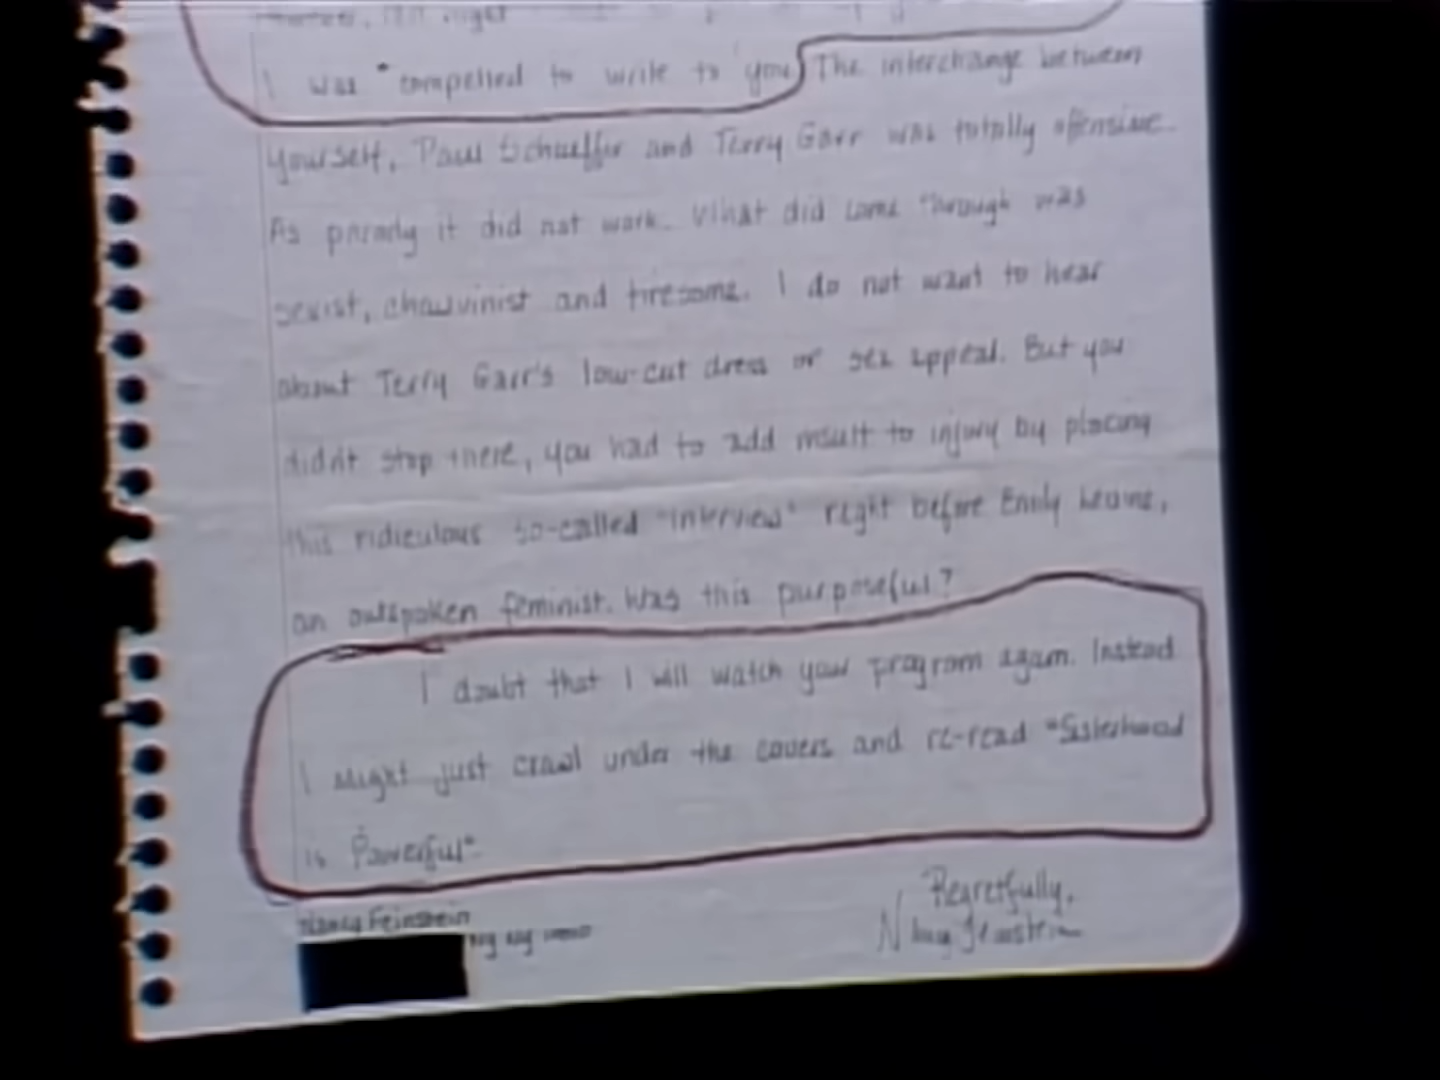 I was "compelled to write to you. The interchange between
yourself, Paul Schaeffer and Terry Garr was totally offensive.
As parody it did not work. What did come through was
sexist, chauvinist and tiresome. I do not want to hear
about Terry Garr's low-cut dress or sex appeal. But you
didn't stop there, you had to add insult to injury by placing
this ridiculous so-called "interview" right before Emily
an outspoken feminist. Was this purposeful?
I doubt that I will watch your program again. Instead
I might just crawl under the covers and re-read "Sisterhood
is Powerful".
Regretfully,
Nancy Feinstein
Nancy Feinstein